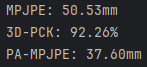 MPJPE: 50.53mm
3D-PCK: 92.26%
PA-MPJPE: 37.60mm